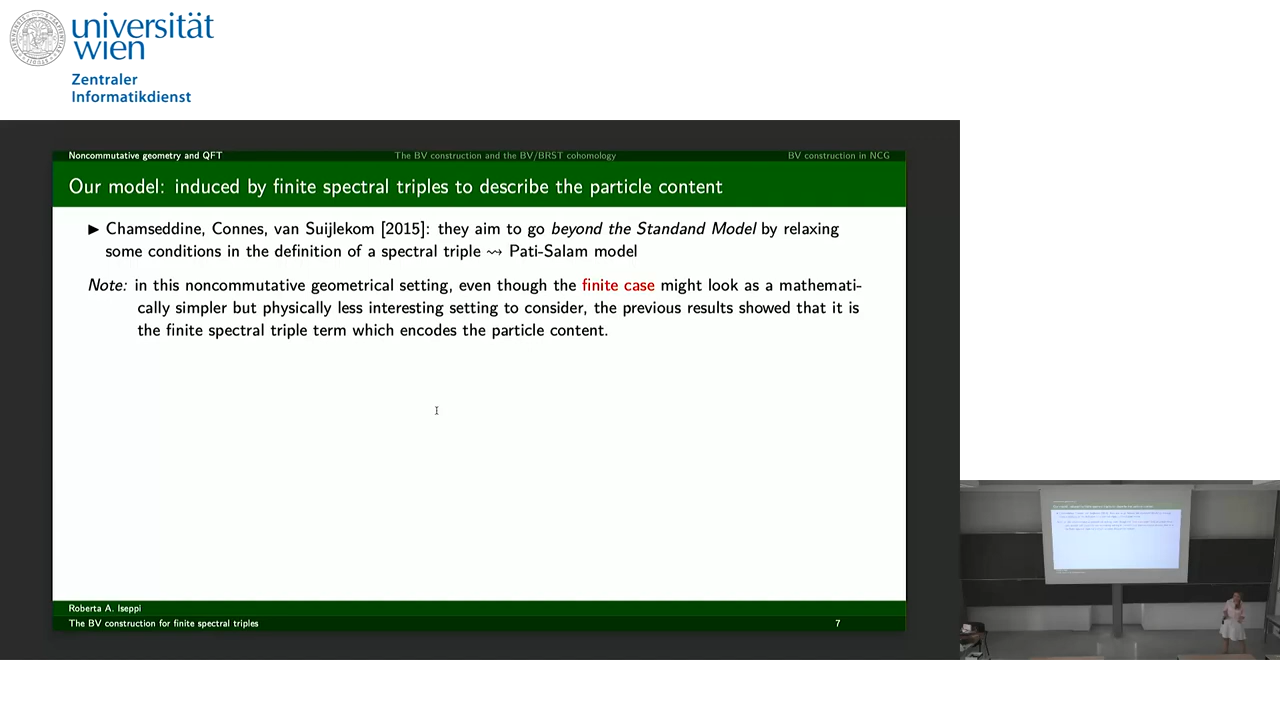 universität
wien
Zentraler
Informatikdienst
Noncommutative geometry and QFT The BV construction and the BV/BRST cohomology BV construction in NCG
Our model: induced by finite spectral triples to describe the particle content
▶ Chamseddine, Connes, van Suijlekom [2015]: they aim to go beyond the Standand Model by relaxing
some conditions in the definition of a spectral triple ⇝ Pati-Salam model
Note: in this noncommutative geometrical setting, even though the finite case might look as a mathemati-
cally simpler but physically less interesting setting to consider, the previous results showed that it is
the finite spectral triple term which encodes the particle content.
Roberta A. Iseppi
The BV construction for finite spectral triples 7